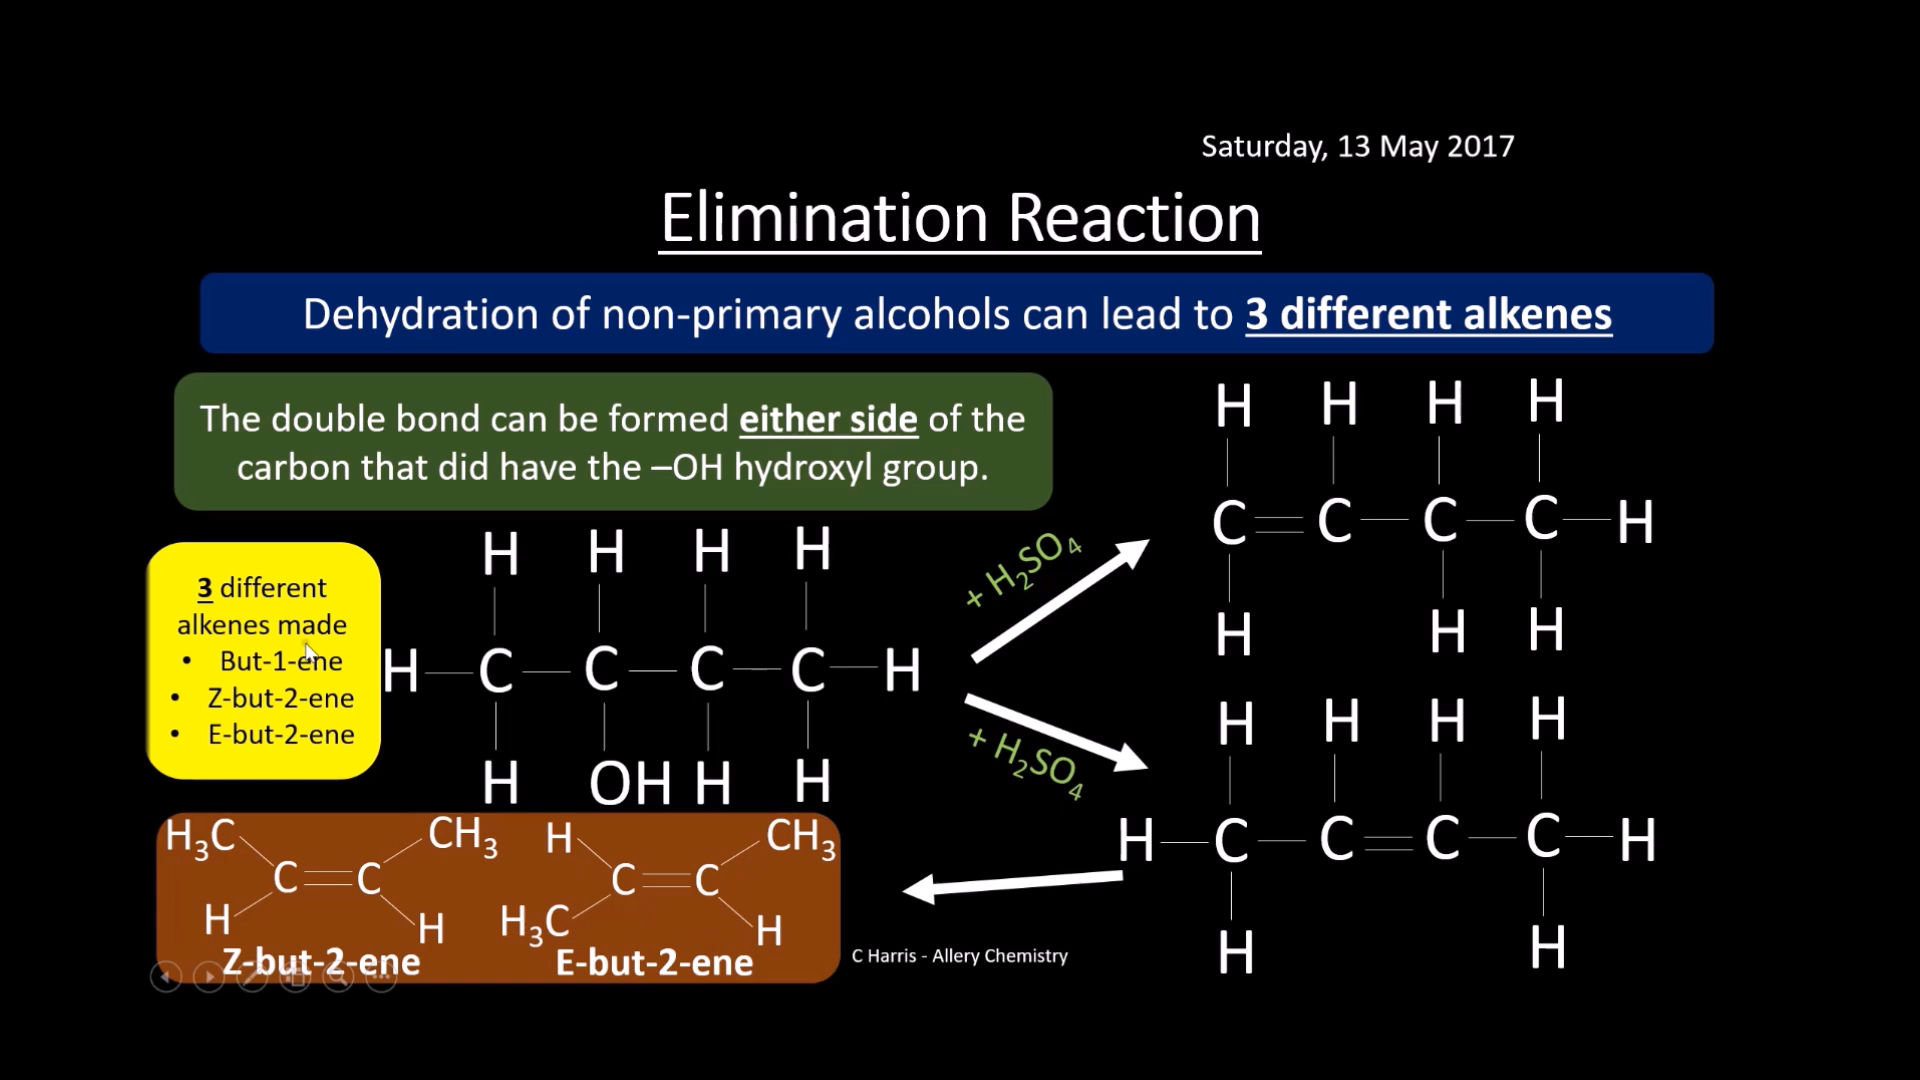 Saturday, 13 May 2017
Elimination Reaction
Dehydration of non-primary alcohols can lead to 3 different alkenes
The double bond can be formed either side of the
carbon that did have the –OH hydroxyl group.
3 different
alkenes made
• But-1-ene
• Z-but-2-ene
• E-but-2-ene
H H H H
H C C C C H
H OH H H
+ H₂SO₄
+ H₂SO₄
H H H H
C C C C H
H H H
H H H H
H C C C C H
H H
H₃C CH₃
C C
H H
Z-but-2-ene
H CH₃
C C
H₃C H
E-but-2-ene
C Harris - Allery Chemistry